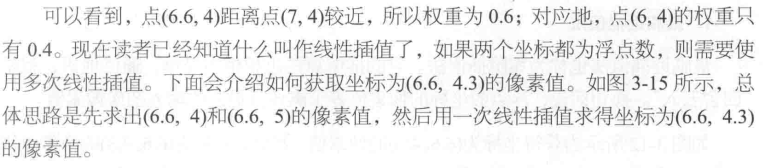 可以看到，点(6.6, 4)距离点(7, 4)较近，所以权重为 0.6；对应地，点(6, 4)的权重只
有 0.4。现在读者已经知道什么叫作线性插值了，如果两个坐标都为浮点数，则需要使
用多次线性插值。下面会介绍如何获取坐标为(6.6, 4.3)的像素值。如图 3-15 所示，总
体思路是先求出(6.6, 4)和(6.6, 5)的像素值，然后用一次线性插值求得坐标为(6.6, 4.3)
的像素值。